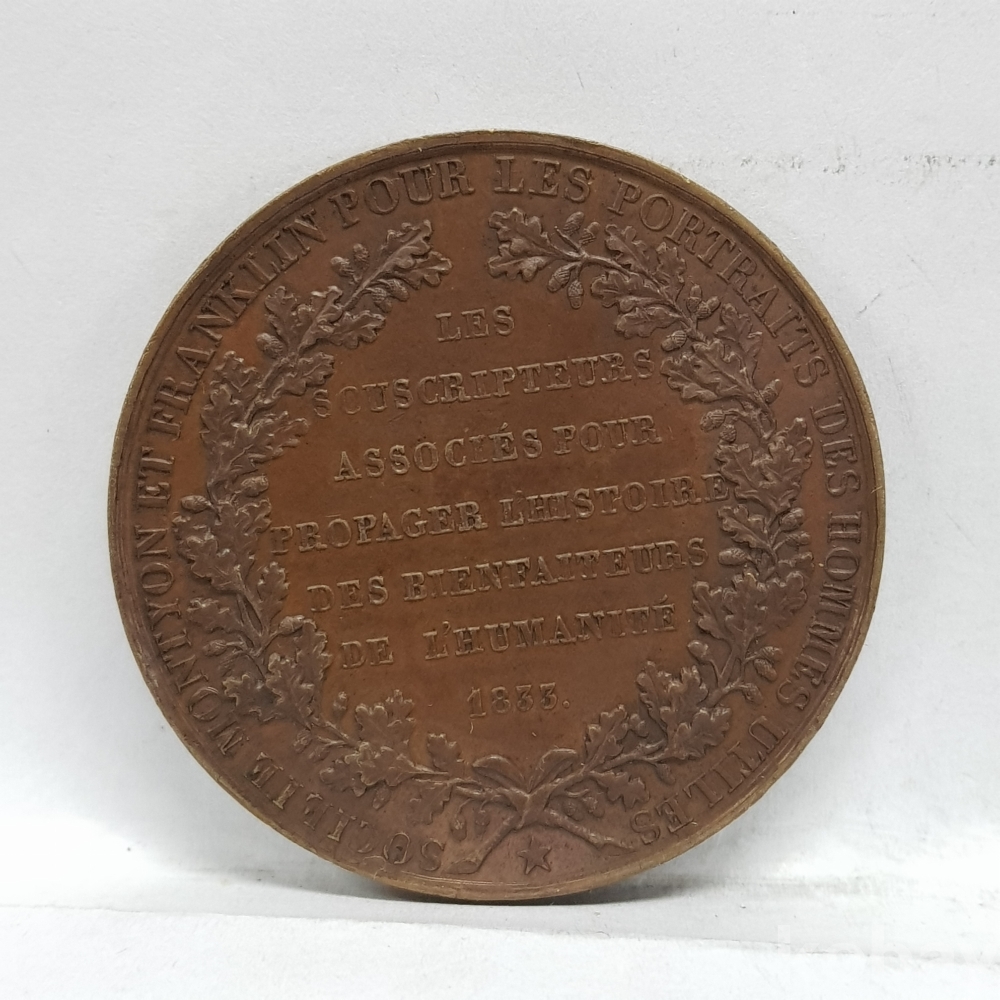 SOCIÉTÉ MONTYON ET FRANKLIN POUR LES PORTRAITS DES HOMMES UTILES
LES
SOUSCRIPTEURS
ASSOCIÉS POUR
PROPAGER L'HISTOIRE
DES BIENFAITEURS
DE L'HUMANITÉ
1833.